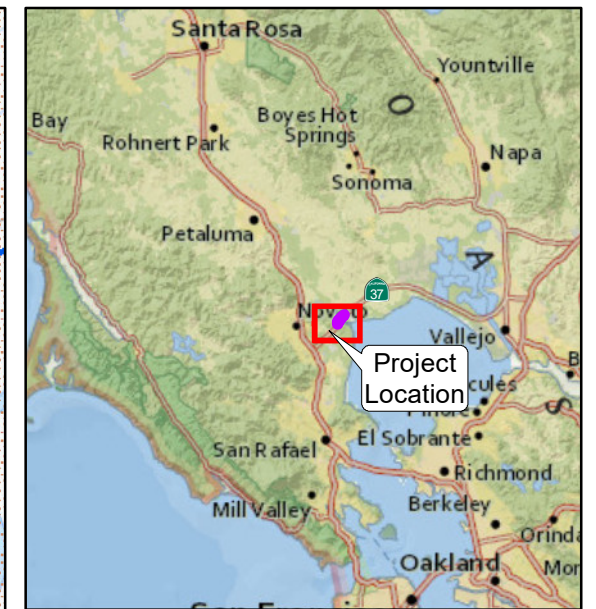 Santa Rosa
Yountville
Bay
Boyes Hot
Springs
Rohnert Park
O
Napa
Sonoma
Petaluma
A
37
Vallejo
Project
Location
San Rafael
El Sobrante
Richmond
Mill Valley
Berkeley
Oakland